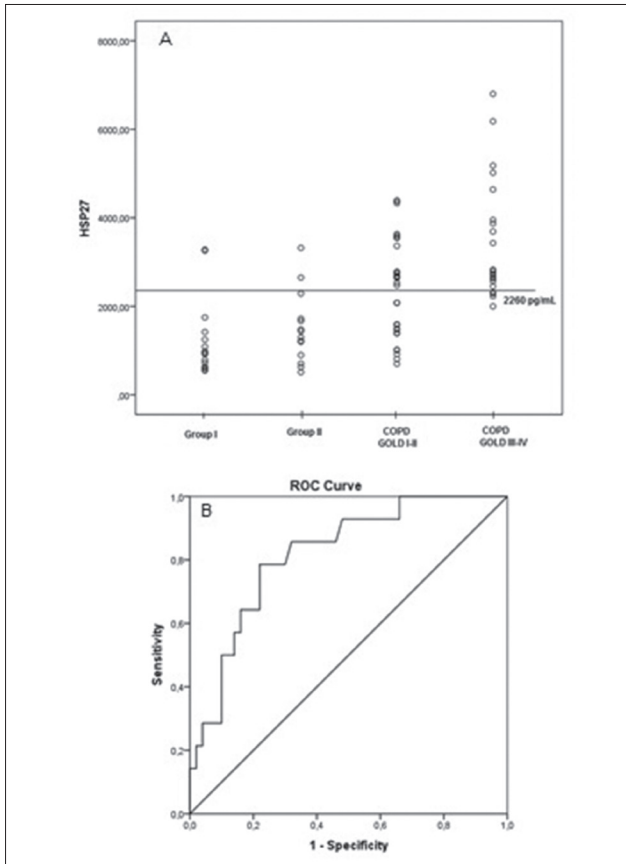 A
8000,00
6000,00
4000,00
2000,00
,00
HSP27
2260 pg/mL
Group I
Group II
COPD
GOLD I-II
COPD
GOLD III-IV
ROC Curve
B
1,0
0,8
0,6
0,4
0,2
0,0
Sensitivity
0,0 0,2 0,4 0,6 0,8 1,0
1 - Specificity